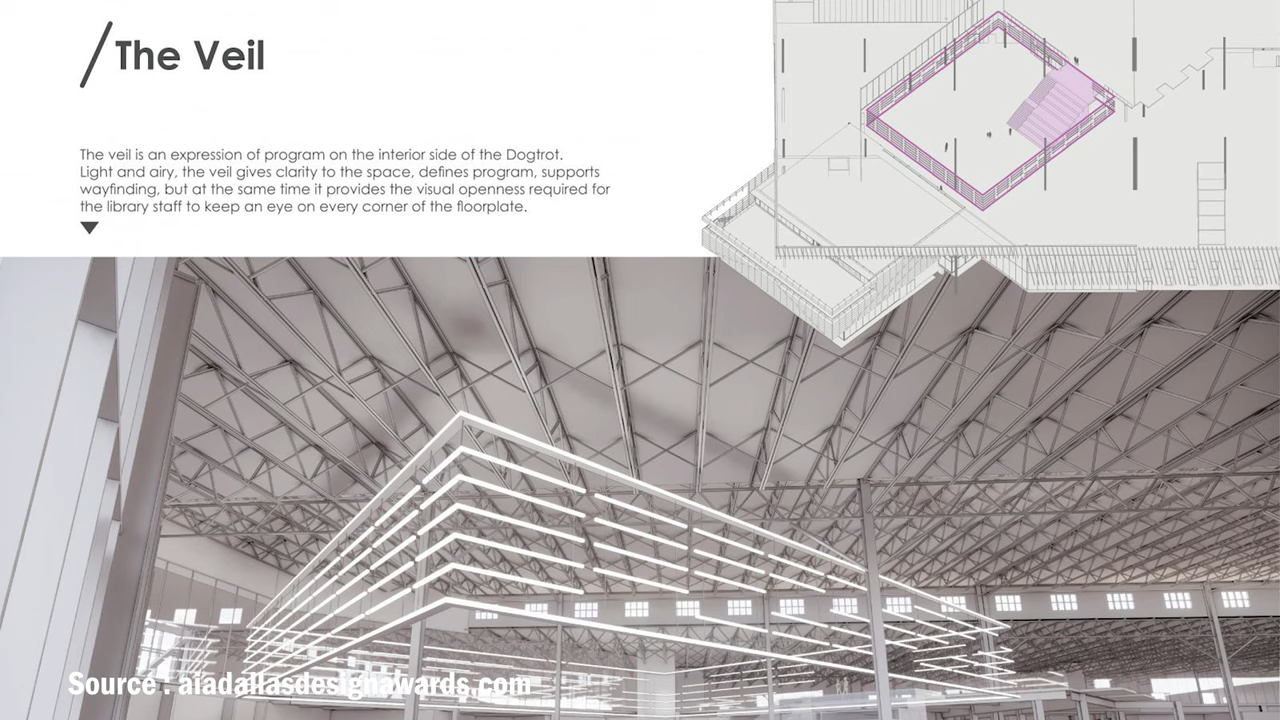 The Veil
The veil is an expression of program on the interior side of the Dogtrot.
Light and airy, the veil gives clarity to the space, defines program, supports
wayfinding, but at the same time it provides the visual openness required for
the library staff to keep an eye on every corner of the floorplate.
Source : aiadallasdesignawards.com